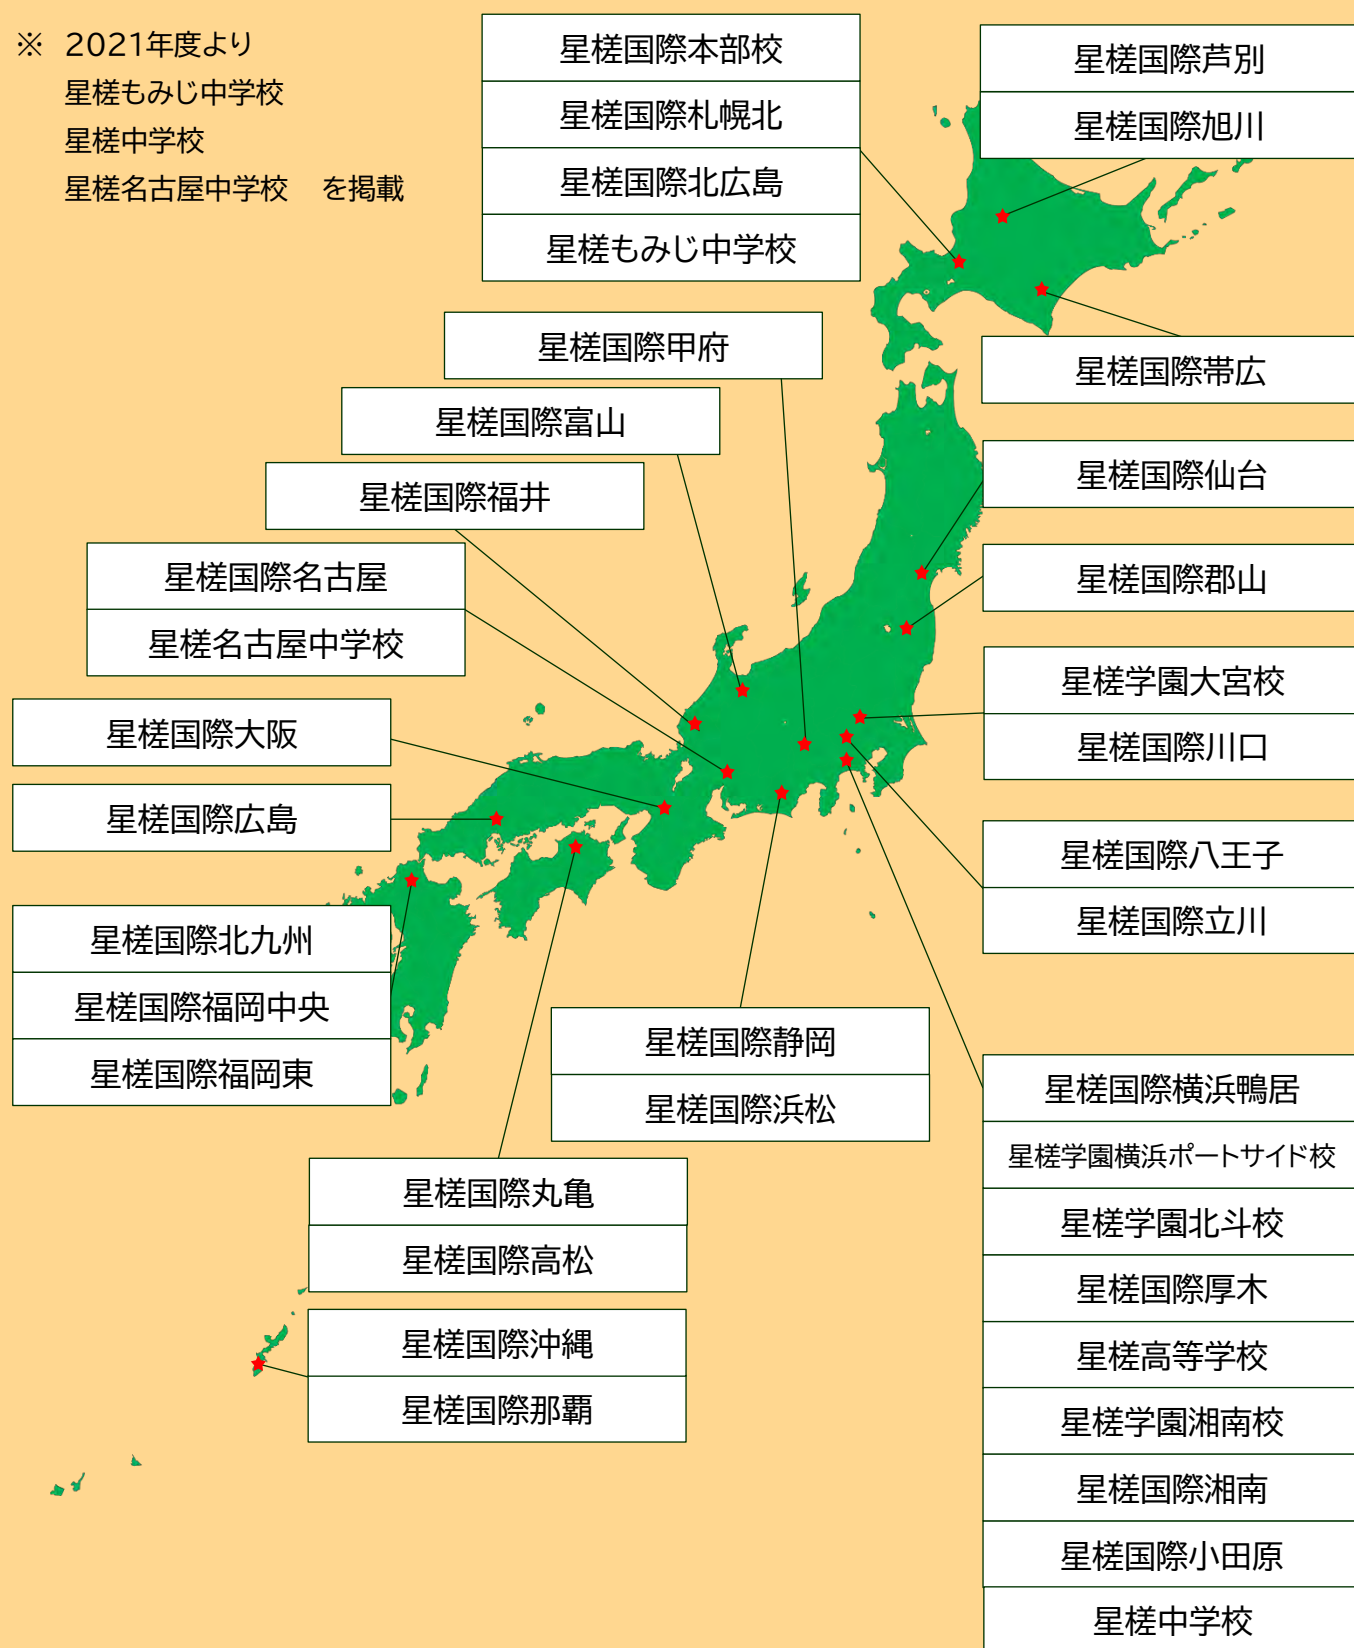 ※ 2021年度より
星槎もみじ中学校
星槎中学校
星槎名古屋中学校 を掲載
星槎国際本部校
星槎国際札幌北
星槎国際北広島
星槎もみじ中学校
星槎国際芦別
星槎国際旭川
星槎国際帯広
星槎国際甲府
星槎国際富山
星槎国際福井
星槎国際名古屋
星槎名古屋中学校
星槎国際大阪
星槎国際広島
星槎国際北九州
星槎国際福岡中央
星槎国際福岡東
星槎国際仙台
星槎国際郡山
星槎学園大宮校
星槎国際川口
星槎国際八王子
星槎国際立川
星槎国際静岡
星槎国際浜松
星槎国際丸亀
星槎国際高松
星槎国際沖縄
星槎国際那覇
星槎国際横浜鴨居
星槎学園横浜ポートサイド校
星槎学園北斗校
星槎国際厚木
星槎高等学校
星槎学園湘南校
星槎国際湘南
星槎国際小田原
星槎中学校